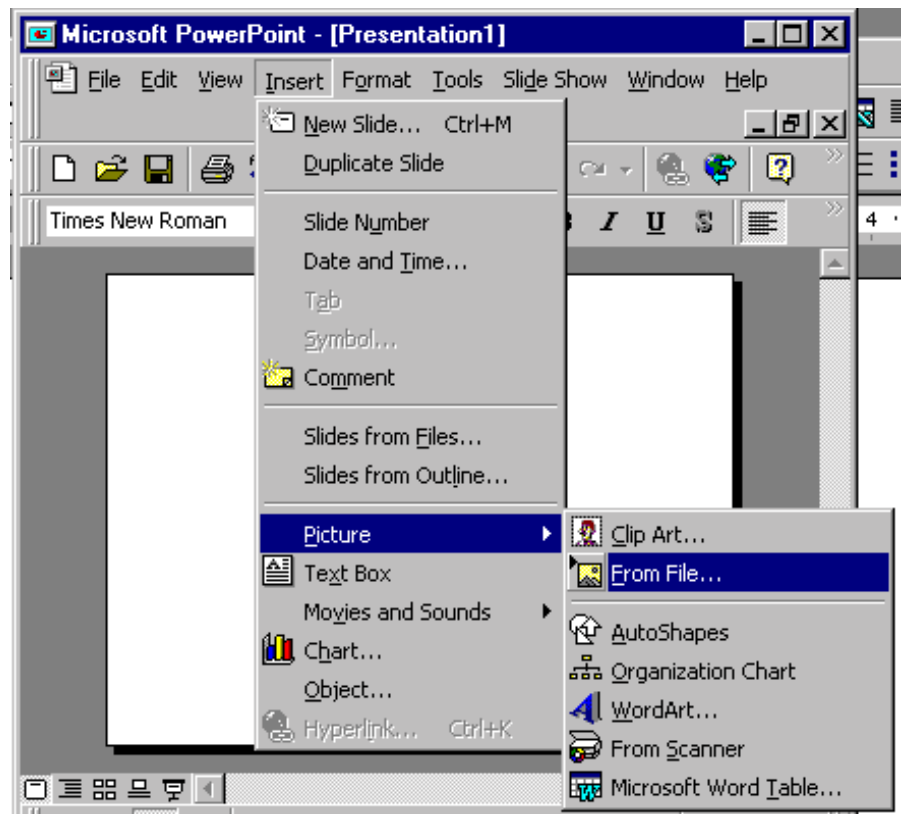 Microsoft PowerPoint - [Presentation1]
File Edit View Insert Format Tools Slide Show Window Help
New Slide... Ctrl+M
Duplicate Slide
Times New Roman
I U S
4
Slide Number
Date and Time...
Tab
Symbol...
Comment
Slides from Files...
Slides from Outline...
Picture
Text Box
Movies and Sounds
Chart...
Object...
Hyperlink... Ctrl+K
Clip Art...
From File...
AutoShapes
Organization Chart
WordArt...
From Scanner
Microsoft Word Table...